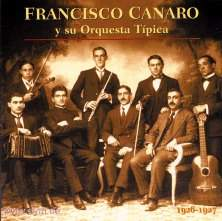 FRANCISCO CANARO
y su Orquesta Típica
1926-1927